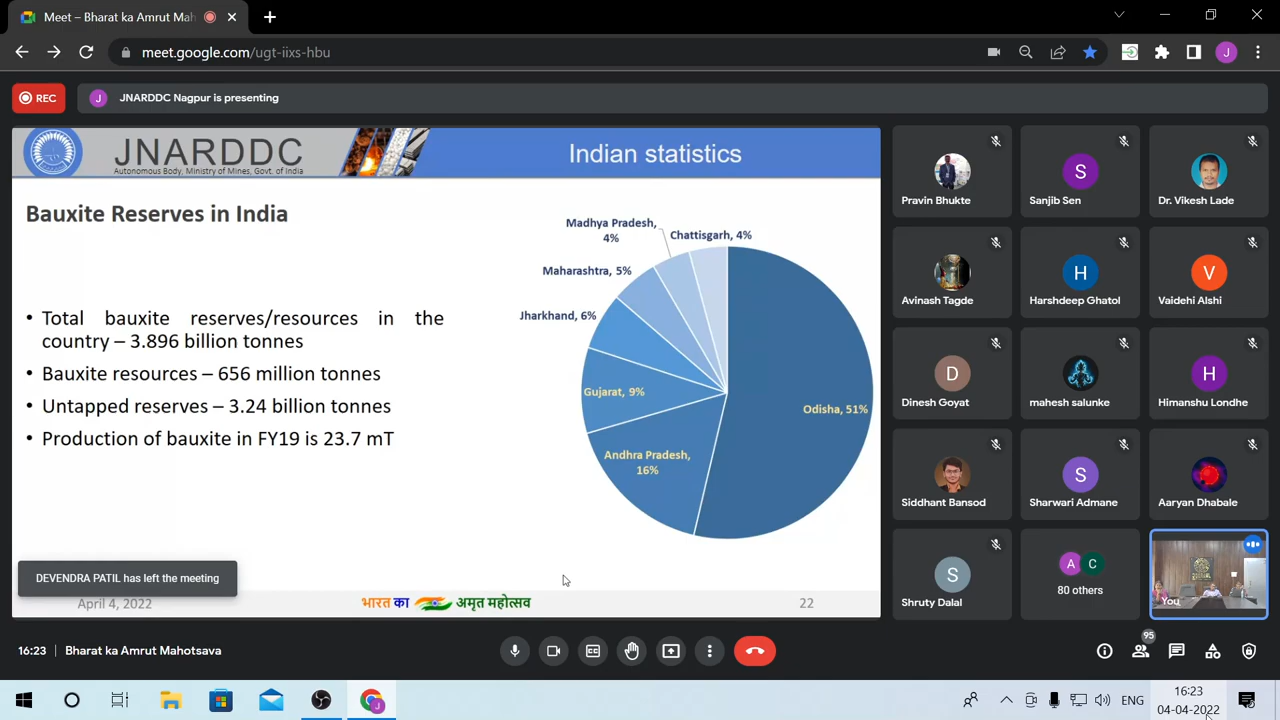 Meet – Bharat ka Amrut Mah
meet.google.com/ugt-iixs-hbu
J
REC
J
JNARDDC Nagpur is presenting
JNARDDC
Autonomous Body, Ministry of Mines, Govt. of India
Indian statistics
Bauxite Reserves in India
• Total bauxite reserves/resources in the
country – 3.896 billion tonnes
• Bauxite resources – 656 million tonnes
• Untapped reserves – 3.24 billion tonnes
• Production of bauxite in FY19 is 23.7 mT
Madhya Pradesh,
4%
Chattisgarh, 4%
Maharashtra, 5%
Jharkhand, 6%
Gujarat, 9%
Odisha, 51%
Andhra Pradesh,
16%
DEVENDRA PATIL has left the meeting
April 4, 2022
भारत का अमृत महोत्सव
22
Pravin Bhukte
S
Sanjib Sen
Dr. Vikesh Lade
Avinash Tagde
H
Harshdeep Ghatol
V
Vaidehi Alshi
D
Dinesh Goyat
mahesh salunke
H
Himanshu Londhe
Siddhant Bansod
S
Sharwari Admane
Aaryan Dhabale
S
Shruty Dalal
A C
80 others
You
16:23
Bharat ka Amrut Mahotsava
95
J
ENG
16:23
04-04-2022